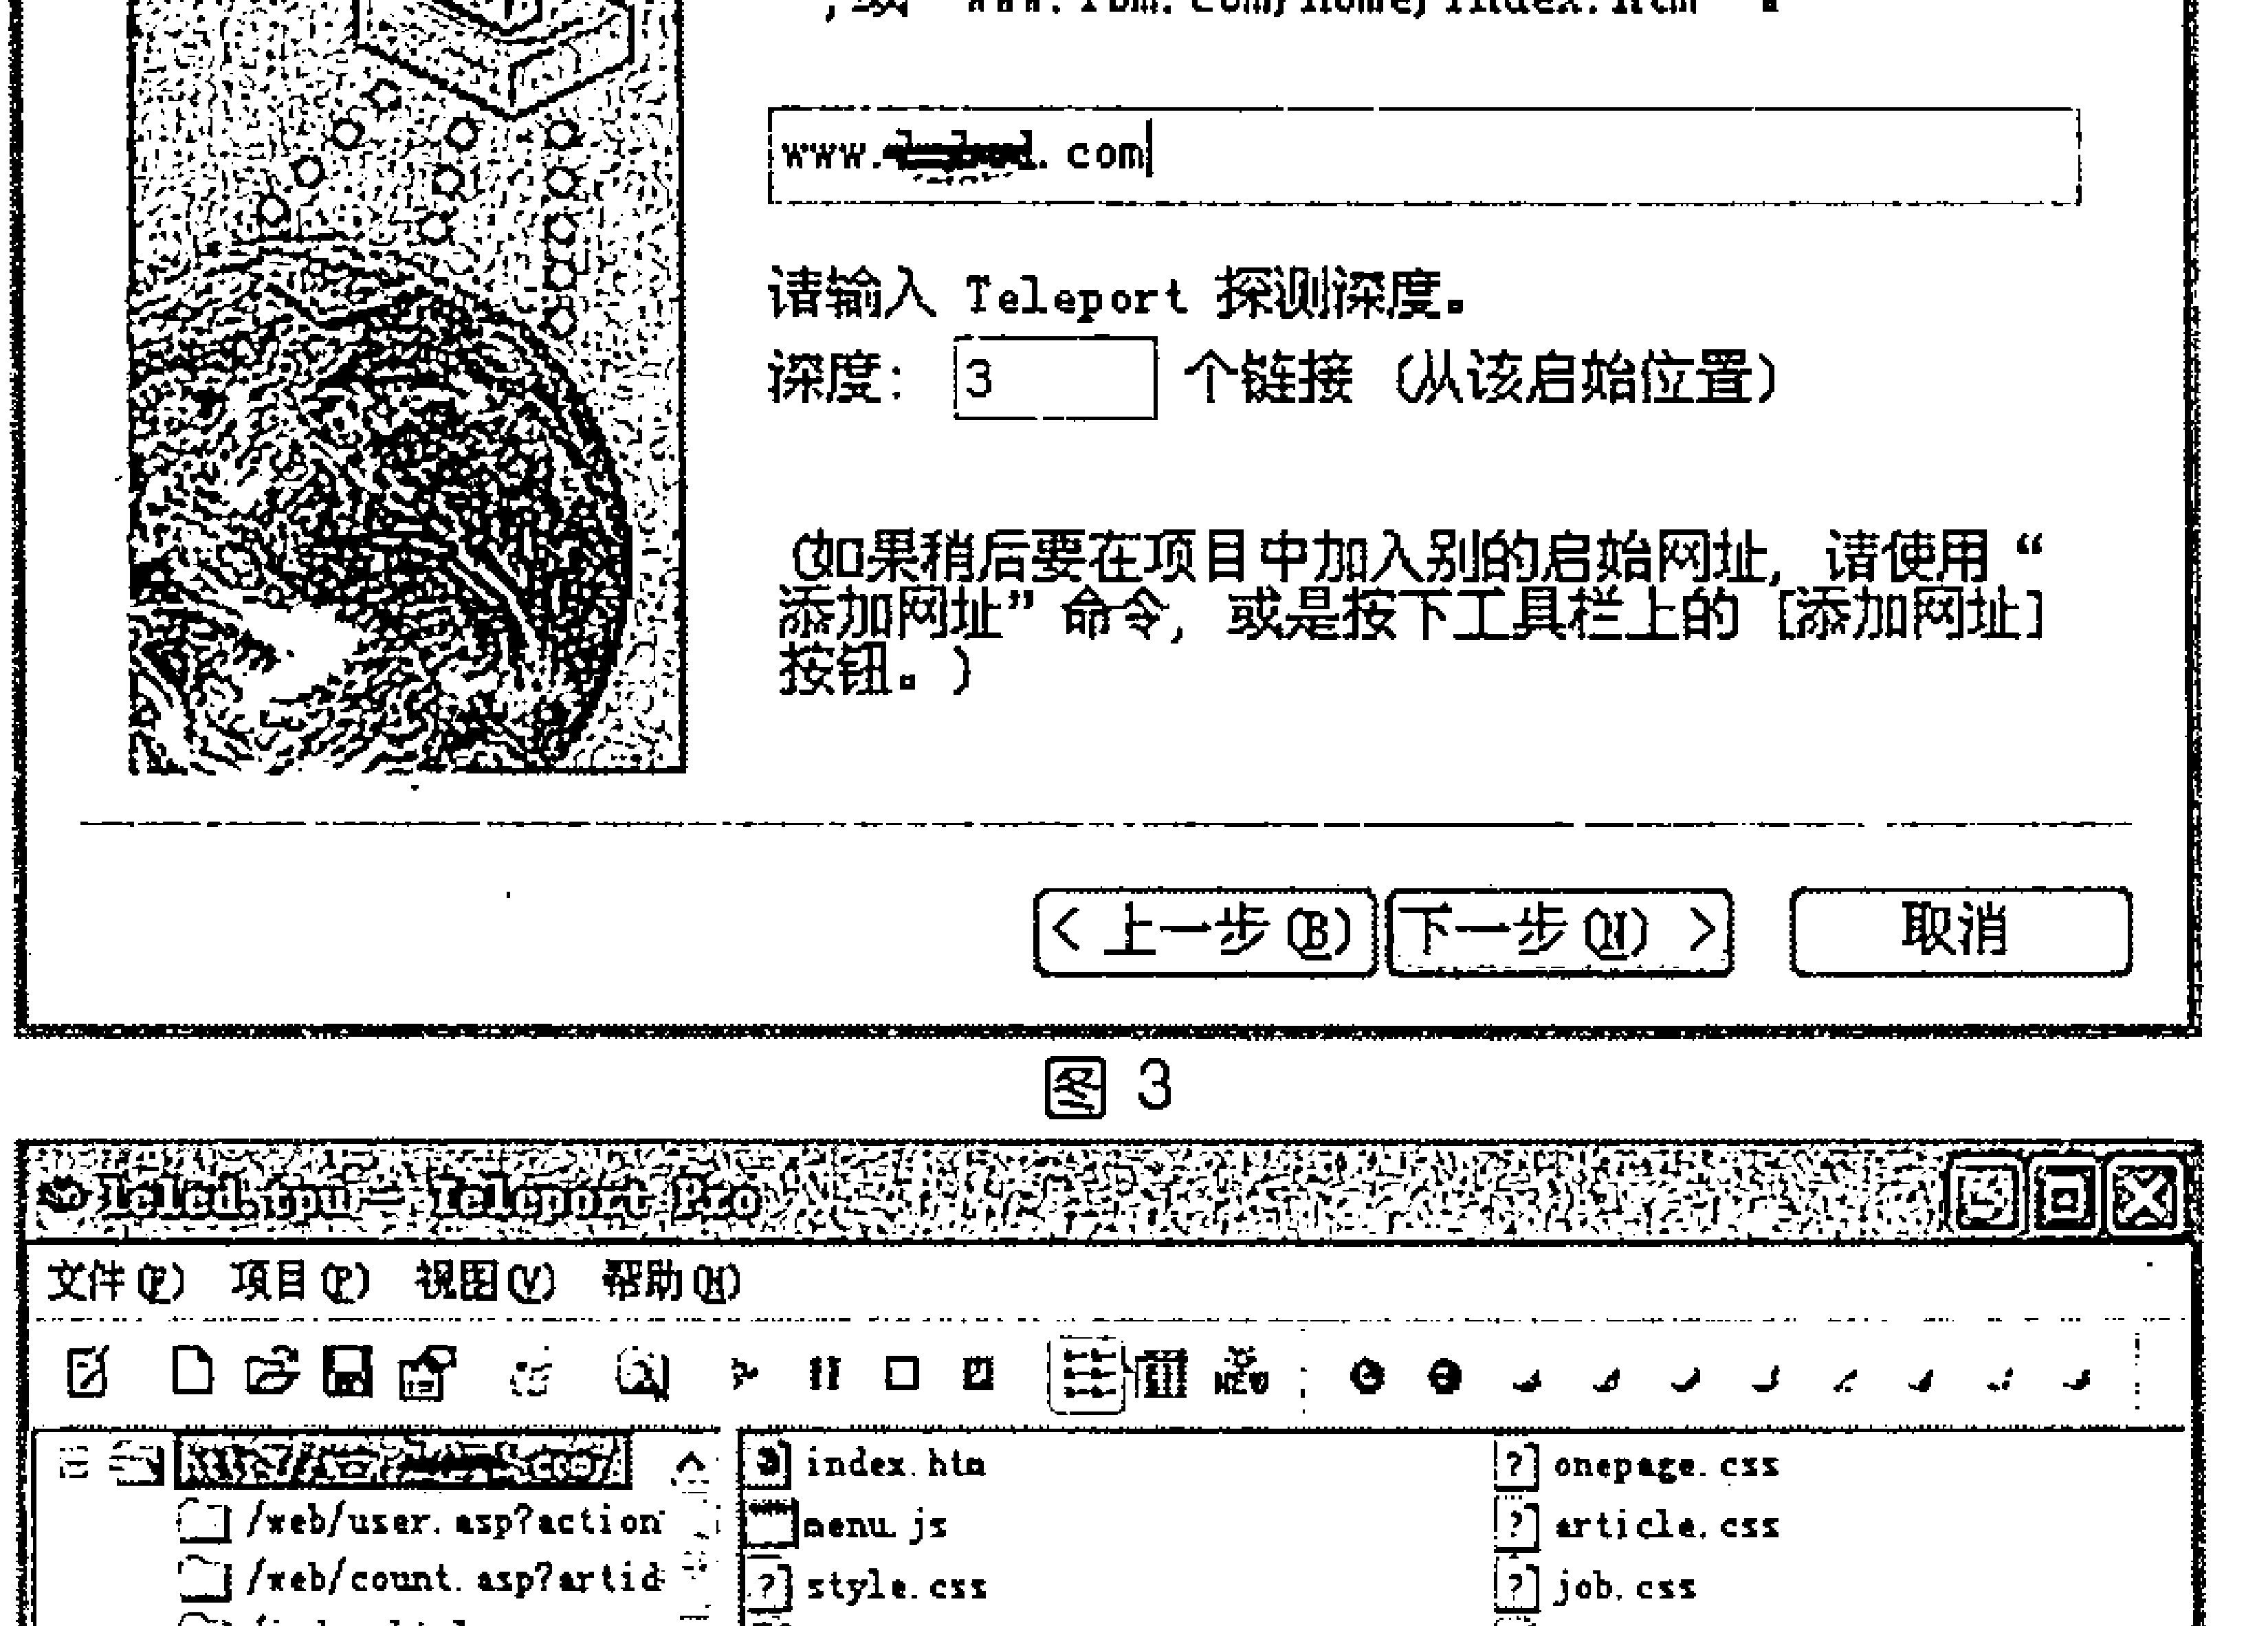 请输入 Teleport 探测深度。
深度： 3 个链接（从该启始位置）
（如果稍后要在项目中加入别的启始网址，请使用“
添加网址”命令，或是按下工具栏上的［添加网址］
按钮。）
< 上一步(B) 下一步(N) > 取消
图 3
Teleport Pro
文件(F) 项目(P) 视图(V) 帮助(H)
NEW
index.htm onepage.css
/web/user.asp?action menu.js article.css
/web/count.asp?artid style.css job.css